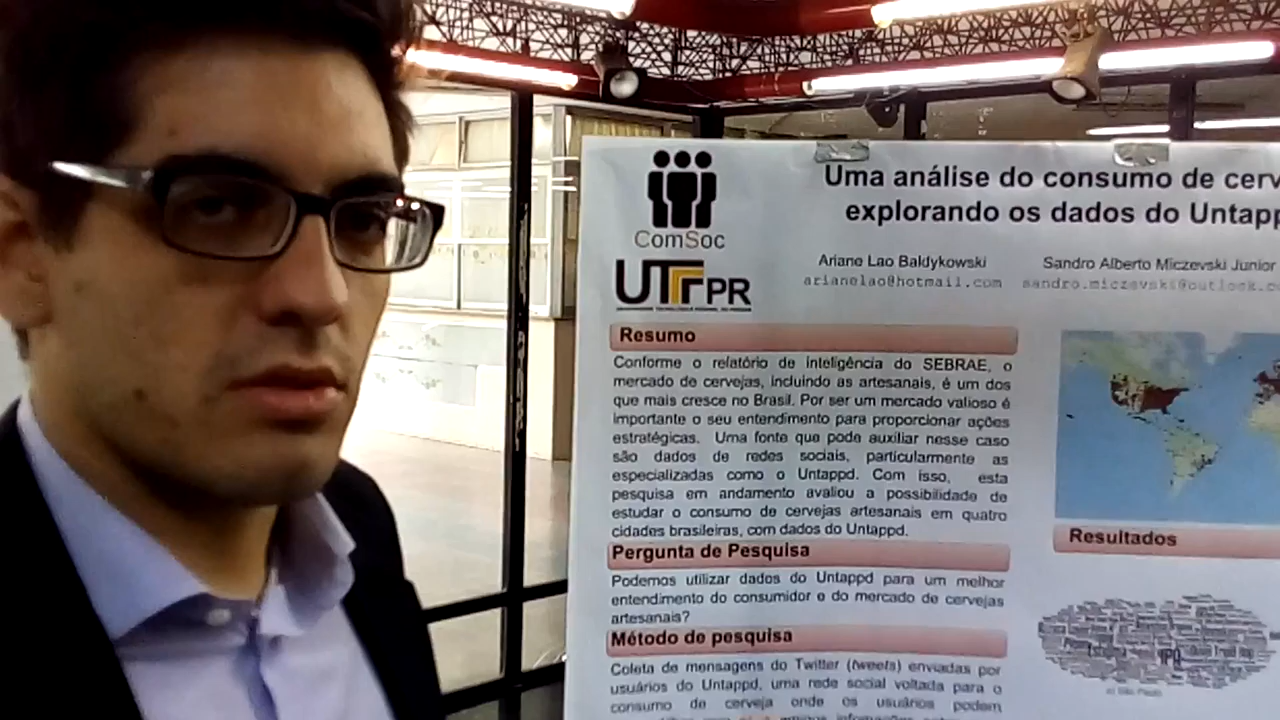 Uma análise do consumo de cerv
explorando os dados do Untapp
ComSoc
UTFPR
Ariane Lao Baldykowski
Sandro Alberto Miczevski Junior
arianelao@hotmail.com
sandro.miczevski@outlook.co
Resumo
Conforme o relatório de inteligência do SEBRAE, o
mercado de cervejas, incluindo as artesanais, é um dos
que mais cresce no Brasil. Por ser um mercado valioso é
importante o seu entendimento para proporcionar ações
estratégicas. Uma fonte que pode auxiliar nesse caso
são dados de redes sociais, particularmente as
especializadas como o Untappd. Com isso, esta
pesquisa em andamento avaliou a possibilidade de
estudar o consumo de cervejas artesanais em quatro
cidades brasileiras, com dados do Untappd.
Pergunta de Pesquisa
Podemos utilizar dados do Untappd para um melhor
entendimento do consumidor e do mercado de cervejas
artesanais?
Método de pesquisa
Coleta de mensagens do Twitter (tweets) enviadas por
usuários do Untappd, uma rede social voltada para o
consumo de cerveja onde os usuários podem
Resultados
IPA
a) São Paulo